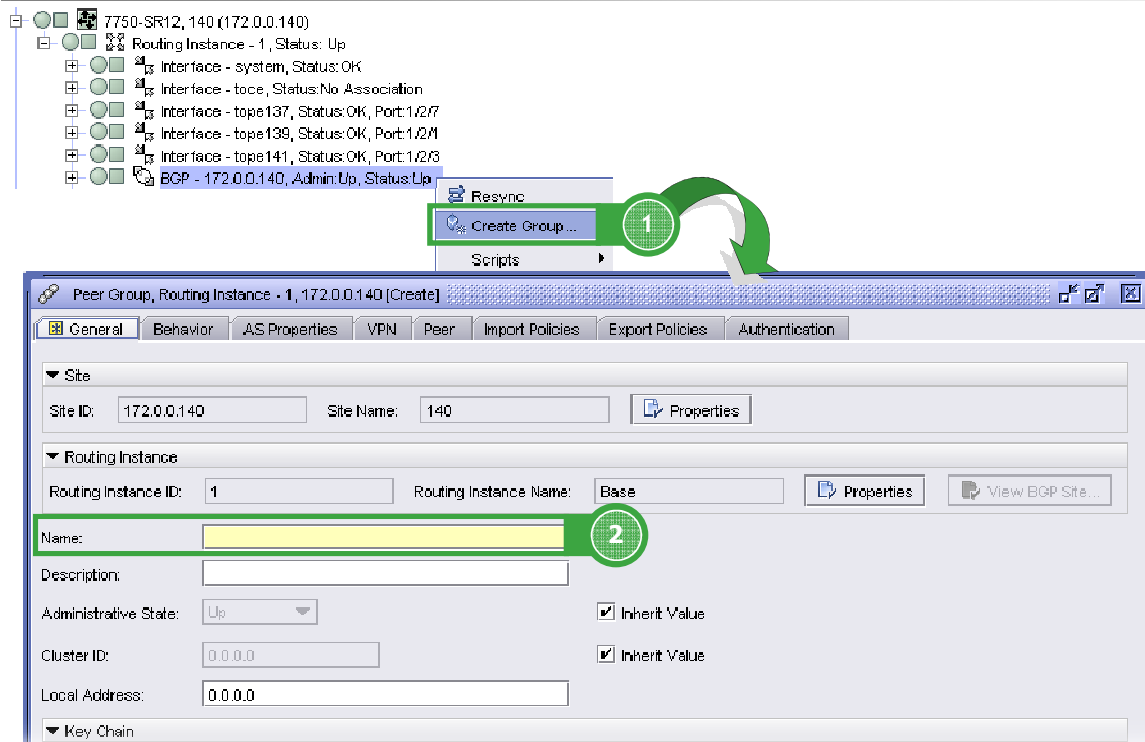 7750-SR12, 140 (172.0.0.140)
Routing Instance - 1, Status: Up
Interface - system, Status:OK
Interface - toce, Status:No Association
Interface - tope137, Status:OK, Port:1/2/7
Interface - tope139, Status:OK, Port:1/2/1
Interface - tope141, Status:OK, Port:1/2/3
BGP - 172.0.0.140, Admin:Up, Status:Up
Resync
Create Group...
1
Scripts
Peer Group, Routing Instance - 1, 172.0.0.140 [Create]
General Behavior AS Properties VPN Peer Import Policies Export Policies Authentication
Site
Site ID: 172.0.0.140 Site Name: 140 Properties
Routing Instance
Routing Instance ID: 1 Routing Instance Name: Base Properties View BGP Site...
Name: 2
Description:
Administrative State: Up Inherit Value
Cluster ID: 0.0.0.0 Inherit Value
Local Address: 0.0.0.0
Key Chain